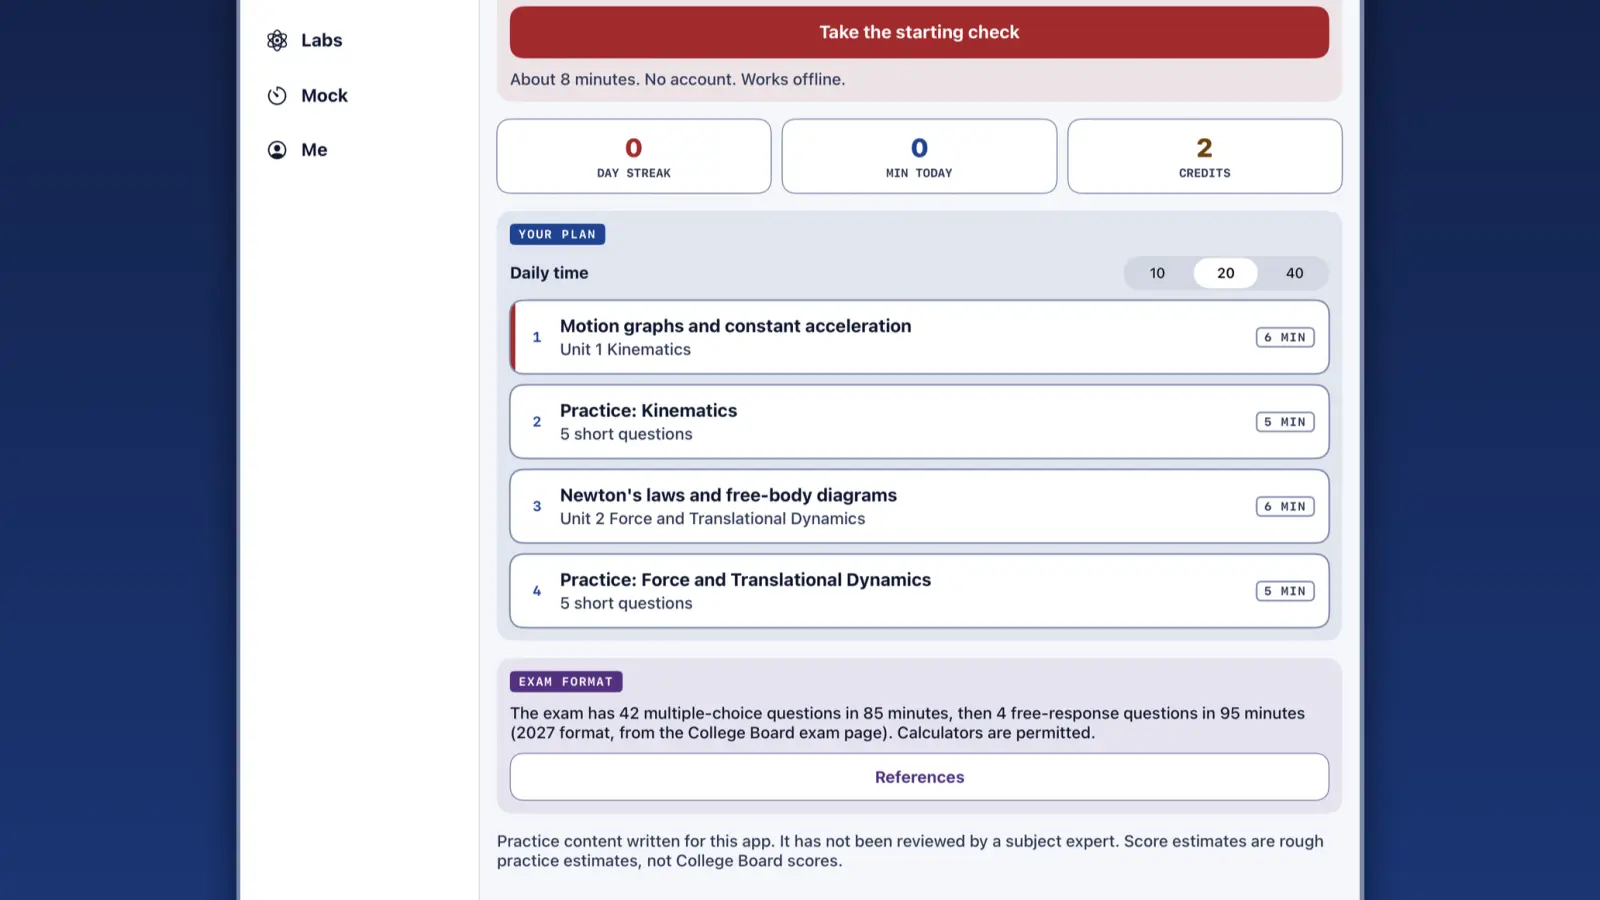 Labs
Mock
Me
Take the starting check
About 8 minutes. No account. Works offline.
0
DAY STREAK
0
MIN TODAY
2
CREDITS
YOUR PLAN
Daily time
10 20 40
1
Motion graphs and constant acceleration
Unit 1 Kinematics
6 MIN
2
Practice: Kinematics
5 short questions
5 MIN
3
Newton's laws and free-body diagrams
Unit 2 Force and Translational Dynamics
6 MIN
4
Practice: Force and Translational Dynamics
5 short questions
5 MIN
EXAM FORMAT
The exam has 42 multiple-choice questions in 85 minutes, then 4 free-response questions in 95 minutes
(2027 format, from the College Board exam page). Calculators are permitted.
References
Practice content written for this app. It has not been reviewed by a subject expert. Score estimates are rough
practice estimates, not College Board scores.